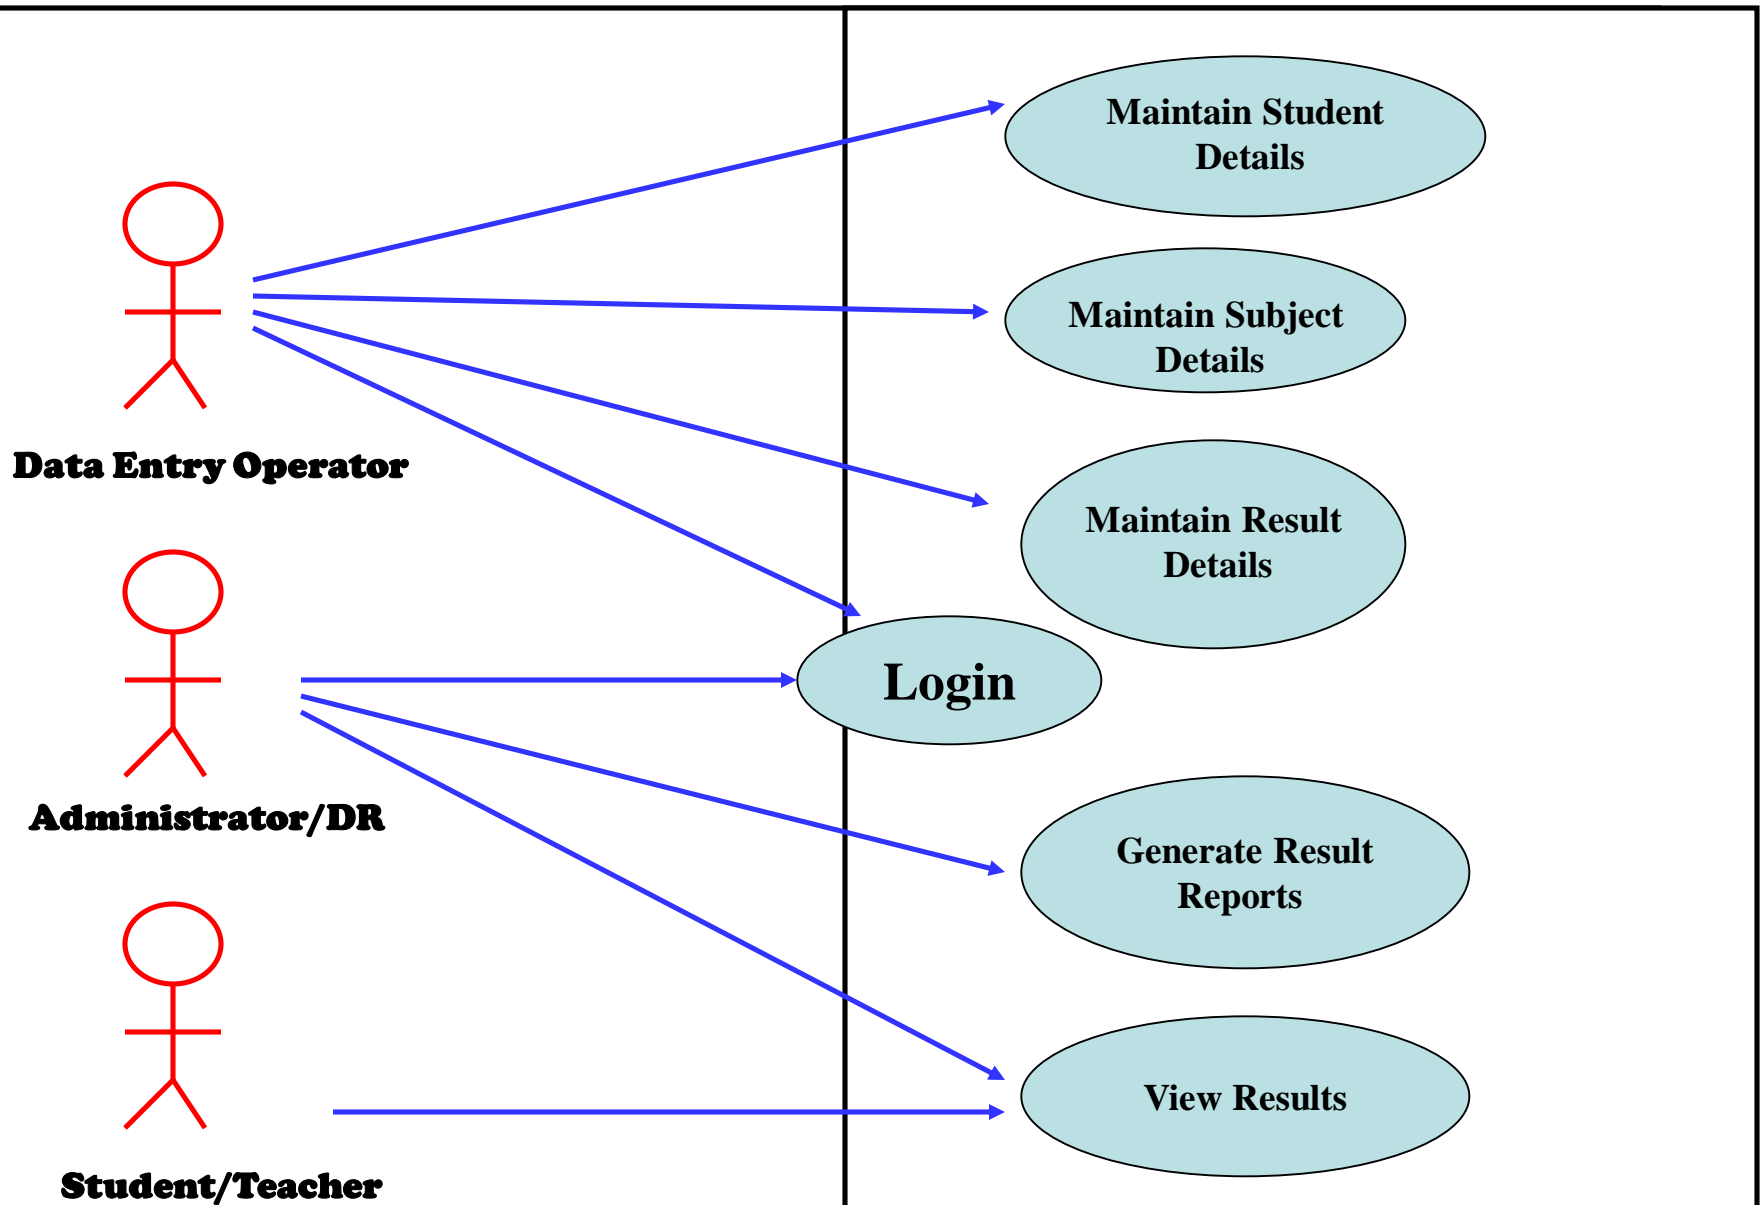 Maintain Student
Details
Maintain Subject
Details
Data Entry Operator
Maintain Result
Details
Login
Administrator/DR
Generate Result
Reports
View Results
Student/Teacher